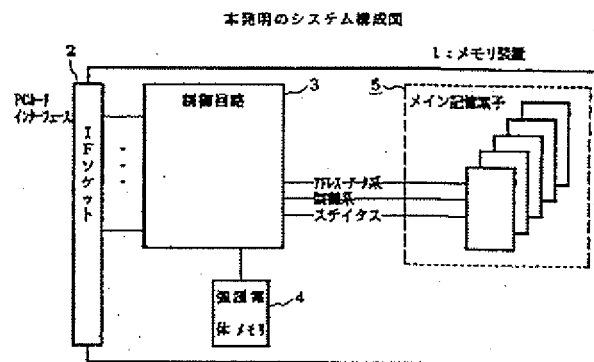 本発明のシステム構成図
1:メモリ装置
2
3
5
PCカード
インターフェース
IFソケット
制御回路
メイン記憶素子
アドレス・データ系
制御系
ステイタス
強誘電
体メモリ
4